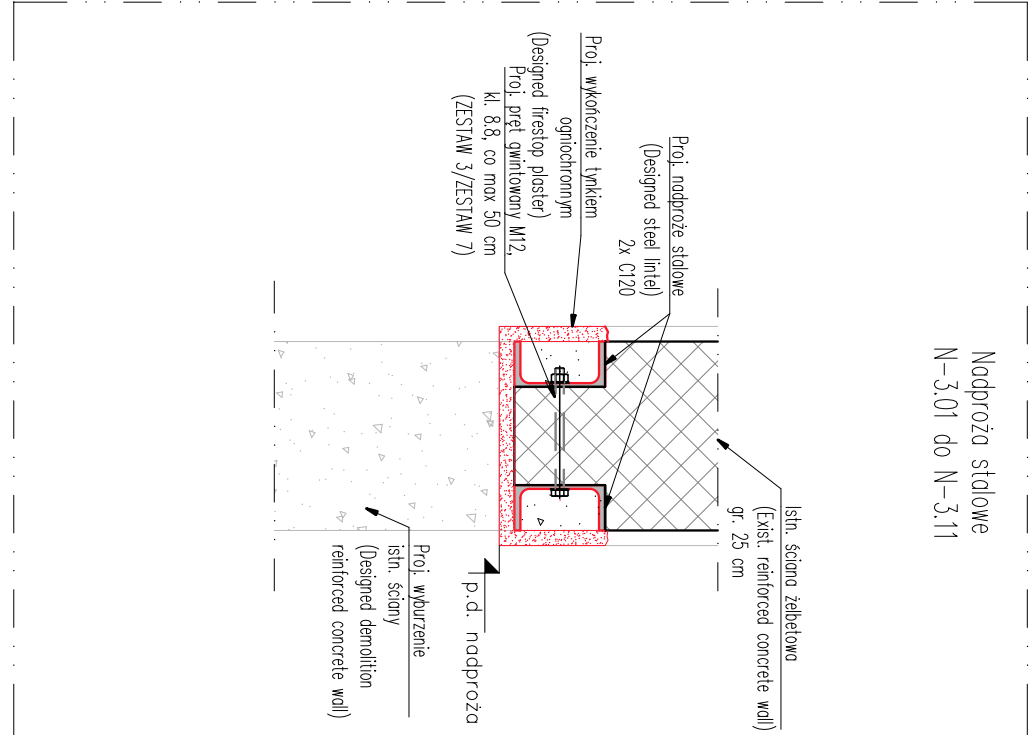 Nadproża stalowe
N-3.01 do N-3.11
Istn. ściana żelbetowa
(Exist. reinforced concrete wall)
gr. 25 cm
Proj. nadproże stalowe
(Designed steel lintel)
2x C120
Proj. wykończenie tynkiem
ogniochronnym
(Designed firestop plaster)
Proj. pręt gwintowany M12,
kl. 8.8, co max 50 cm
(ZESTAW 3/ZESTAW 7)
p.d. nadproża
Proj. wyburzenie
istn. ściany
(Designed demolition
reinforced concrete wall)